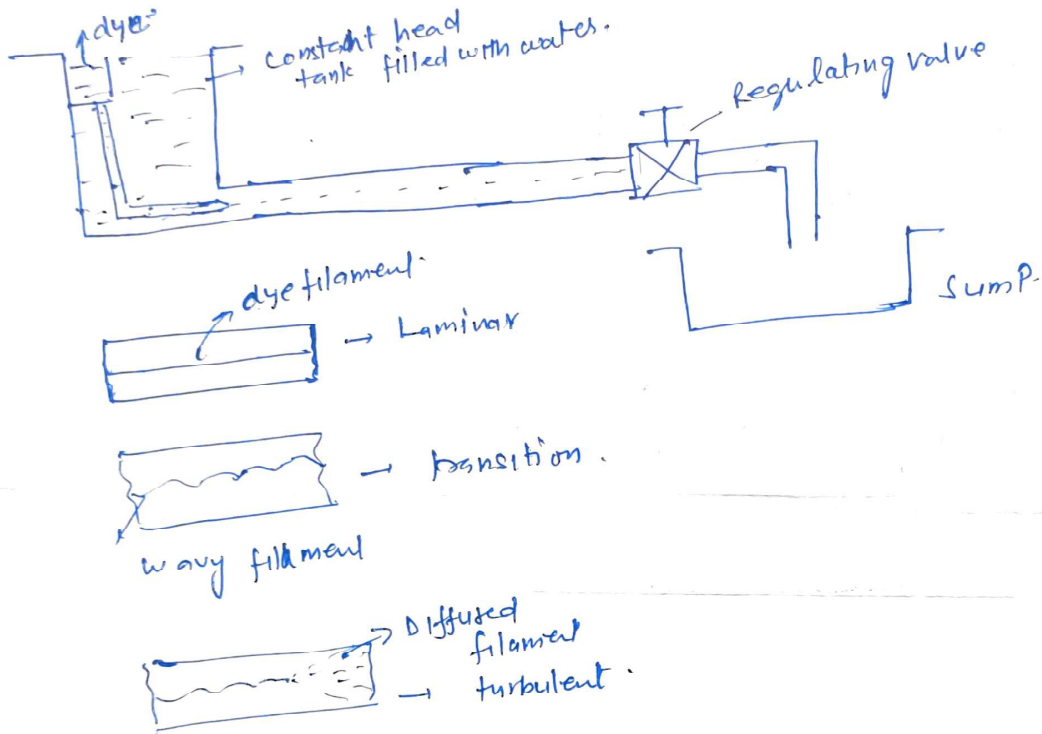 dye
constant head
tank filled with water.
Regulating valve
Sump.
dye filament.
→ Laminar
→ transition.
wavy filament
Diffused
filament
→ turbulent.